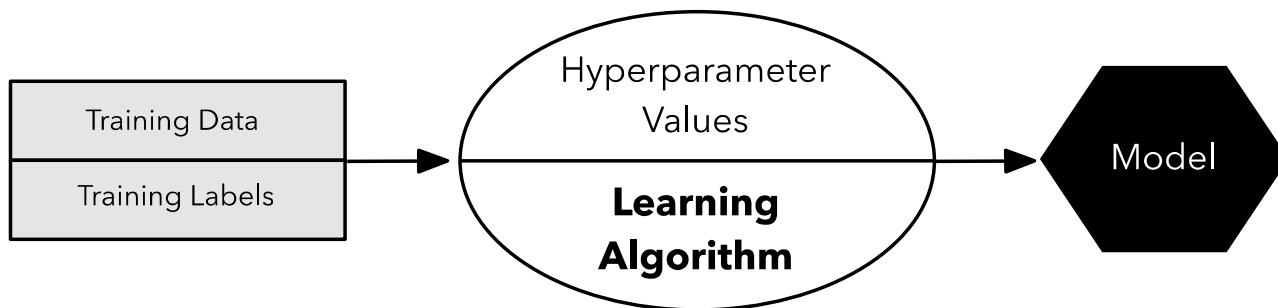 Training Data
Training Labels
Hyperparameter
Values
Learning
Algorithm
Model